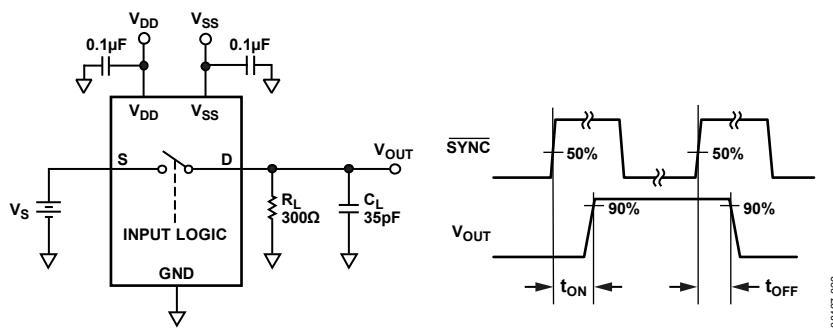 VDD
VSS
0.1µF
0.1µF
VDD
VSS
S
D
VOUT
VS
RL
300Ω
CL
35pF
INPUT LOGIC
GND
SYNC
50%
50%
VOUT
90%
90%
tON
tOFF